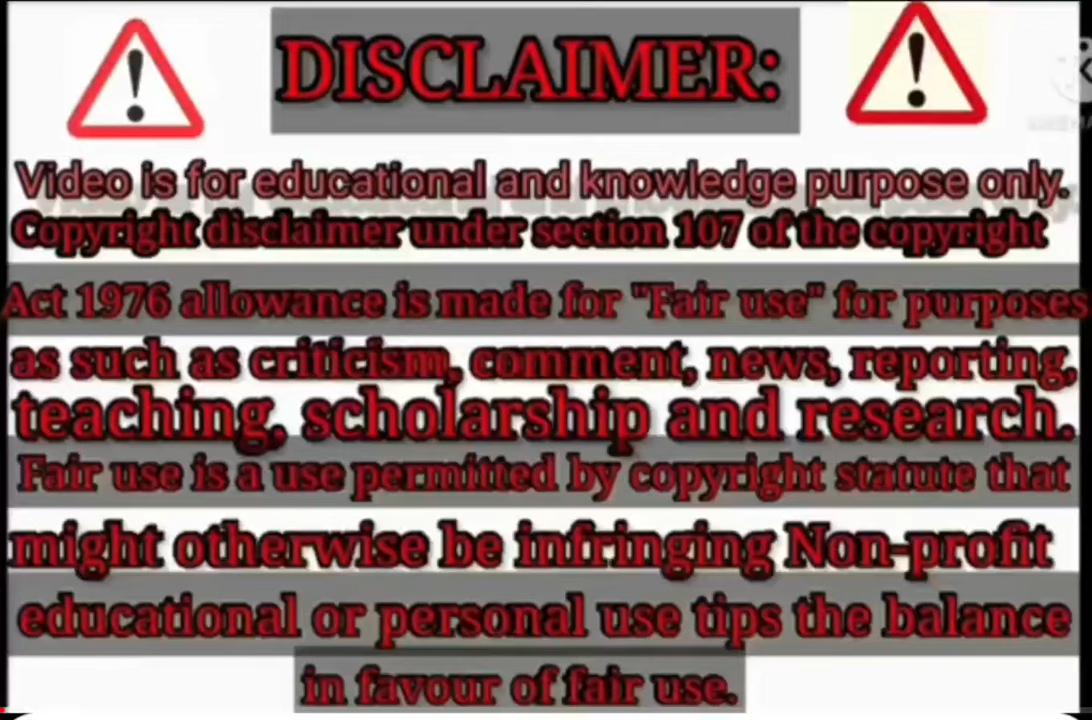 DISCLAIMER:
Video is for educational and knowledge purpose only.
Copyright disclaimer under section 107 of the copyright
Act 1976 allowance is made for "Fair use" for purposes
as such as criticism, comment, news, reporting,
teaching, scholarship and research.
Fair use is a use permitted by copyright statute that
might otherwise be infringing Non-profit
educational or personal use tips the balance
in favour of fair use.